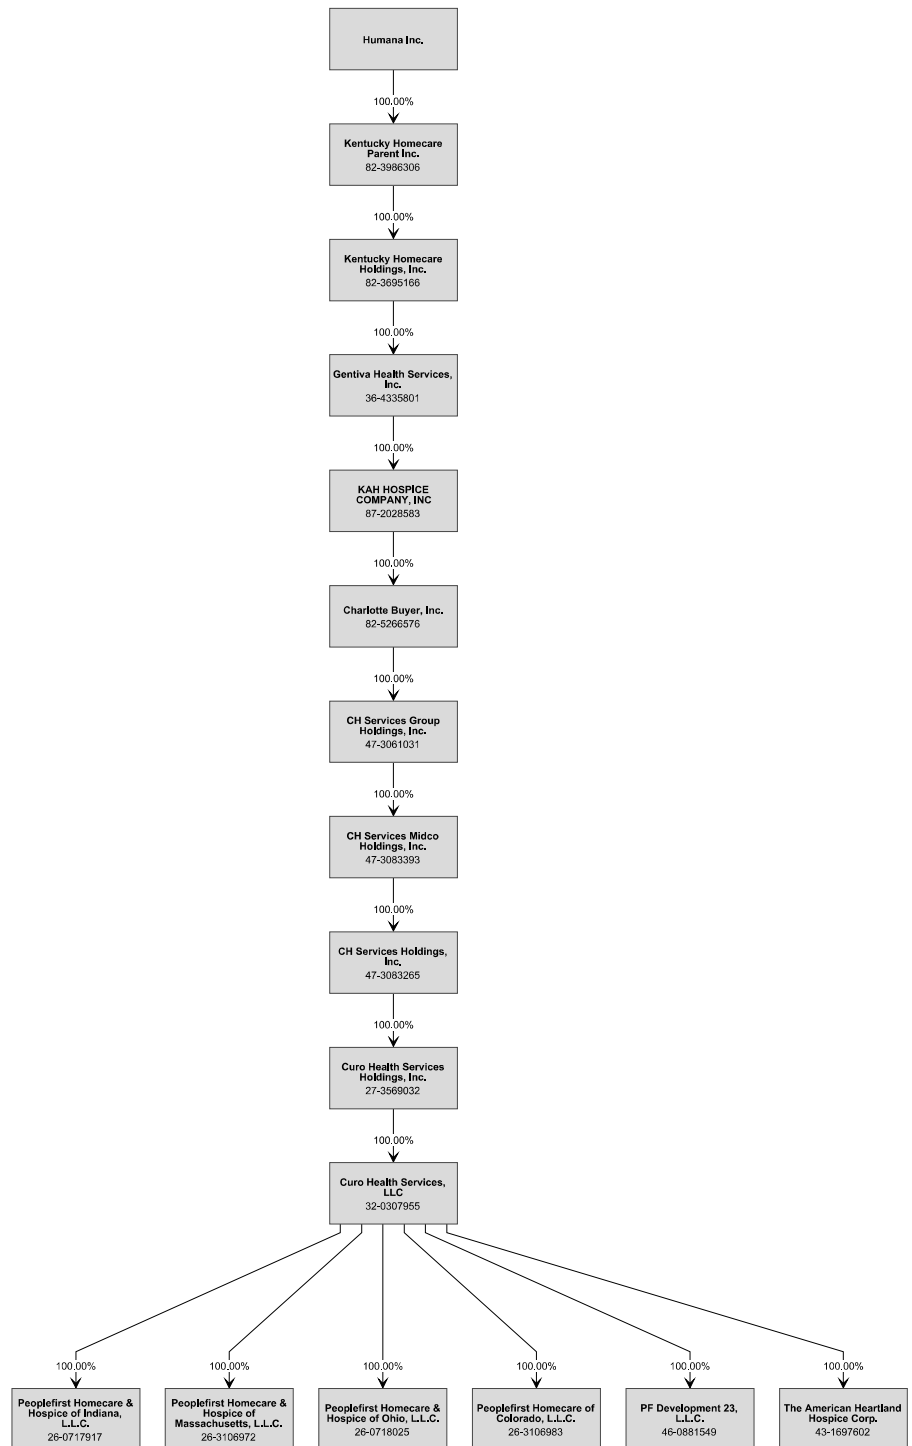 Humana Inc.
100.00%
Kentucky Homecare
Parent Inc.
82-3986306
100.00%
Kentucky Homecare
Holdings, Inc.
82-3695166
100.00%
Gentiva Health Services,
Inc.
36-4335801
100.00%
KAH HOSPICE
COMPANY, INC
87-2028583
100.00%
Charlotte Buyer, Inc.
82-5266576
100.00%
CH Services Group
Holdings, Inc.
47-3061031
100.00%
CH Services Midco
Holdings, Inc.
47-3083393
100.00%
CH Services Holdings,
Inc.
47-3083265
100.00%
Curo Health Services
Holdings, Inc.
27-3569032
100.00%
Curo Health Services,
LLC
32-0307955
100.00%
Peoplefirst Homecare &
Hospice of Indiana,
L.L.C.
26-0717917
100.00%
Peoplefirst Homecare &
Hospice of
Massachusetts, L.L.C.
26-3106972
100.00%
Peoplefirst Homecare &
Hospice of Ohio, L.L.C.
26-0718025
100.00%
Peoplefirst Homecare of
Colorado, L.L.C.
26-3106983
100.00%
PF Development 23,
L.L.C.
46-0881549
100.00%
The American Heartland
Hospice Corp.
43-1697602